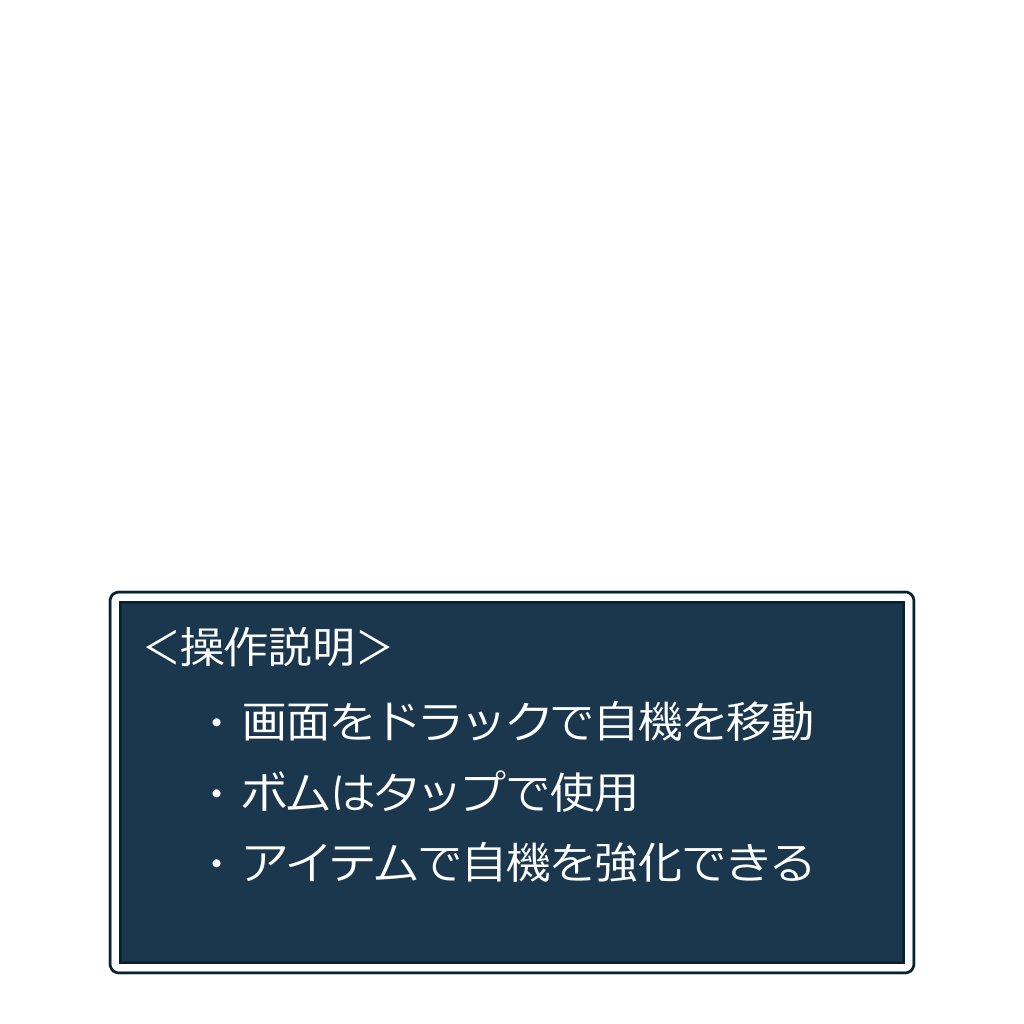 ＜操作説明＞
・画面をドラックで自機を移動
・ボムはタップで使用
・アイテムで自機を強化できる